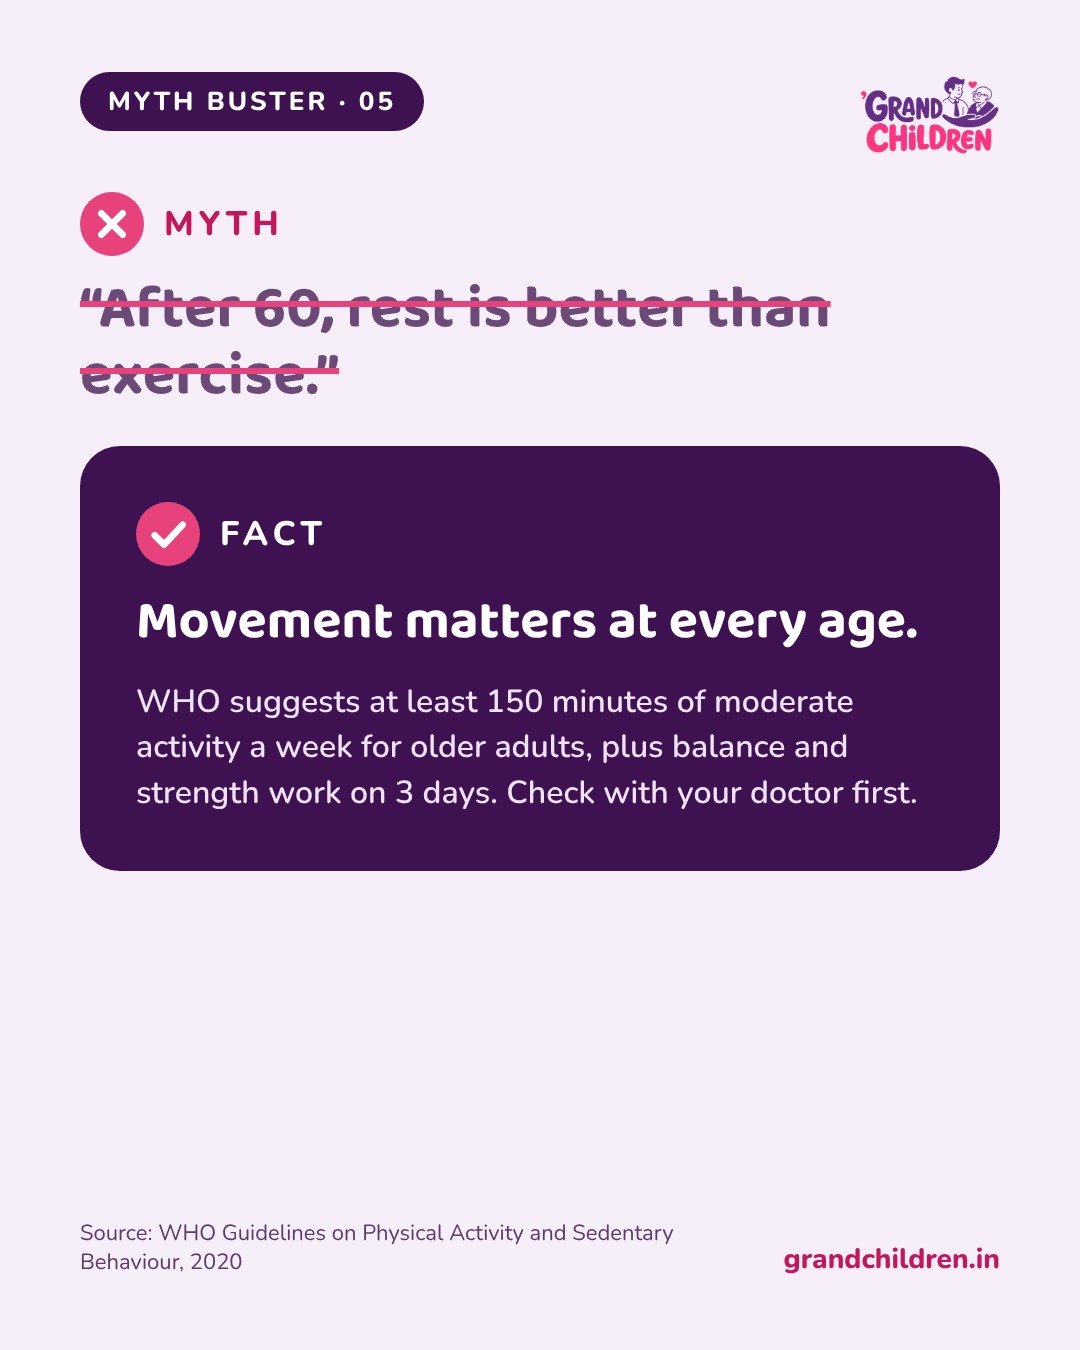 MYTH BUSTER · 05
'GRAND
CHiLDREN
MYTH
“After 60, rest is better than
exercise.”
FACT
Movement matters at every age.
WHO suggests at least 150 minutes of moderate
activity a week for older adults, plus balance and
strength work on 3 days. Check with your doctor first.
Source: WHO Guidelines on Physical Activity and Sedentary
Behaviour, 2020
grandchildren.in